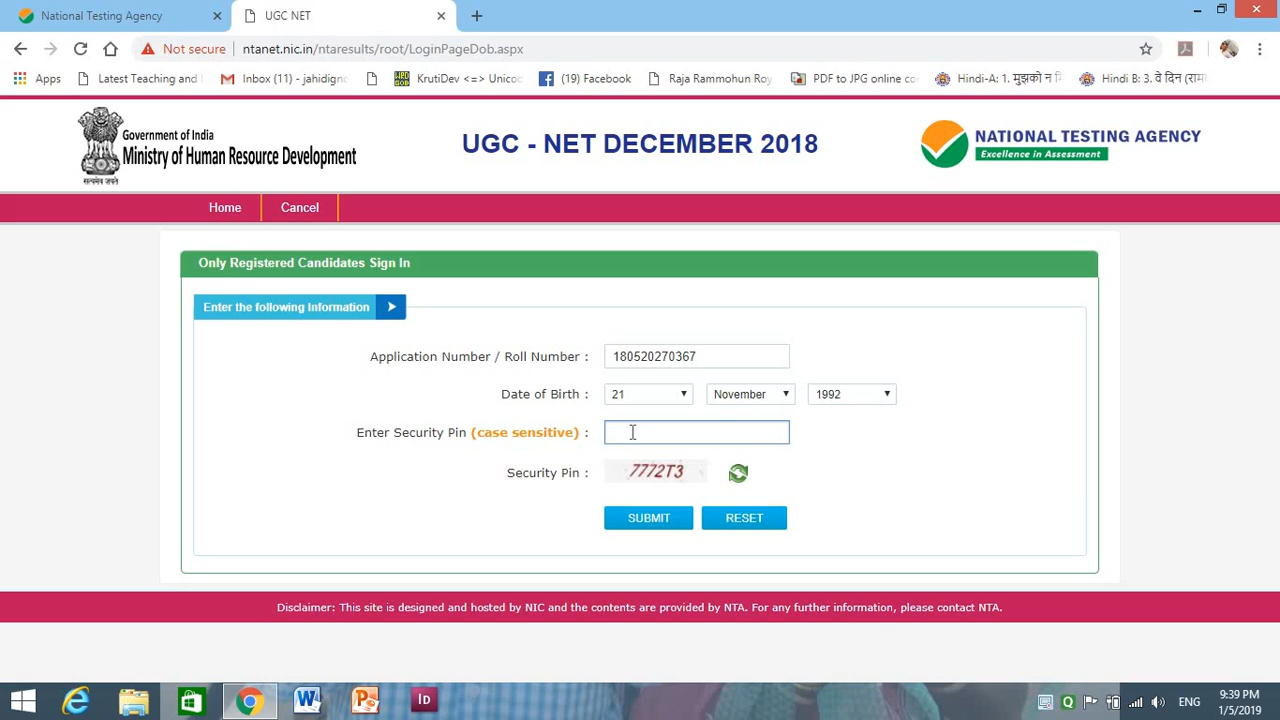 National Testing Agency
UGC NET
Not secure
ntanet.nic.in/ntaresults/root/LoginPageDob.aspx
Apps
Latest Teaching and
Inbox (11) - jahidign
KrutiDev <=> Unico
(19) Facebook
Raja Rammohun Roy
PDF to JPG online co
Hindi-A: 1. मुझको न
Hindi B: 3. वे दिन (राम
सत्यमेव जयते
Government of India
Ministry of Human Resource Development
UGC - NET DECEMBER 2018
NATIONAL TESTING AGENCY
Excellence in Assessment
Home
Cancel
Only Registered Candidates Sign In
Enter the following Information
Application Number / Roll Number :
180520270367
Date of Birth :
21
November
1992
Enter Security Pin (case sensitive) :
Security Pin :
7772T3
SUBMIT
RESET
Disclaimer: This site is designed and hosted by NIC and the contents are provided by NTA. For any further information, please contact NTA.
Id
ENG
9:39 PM
1/5/2019